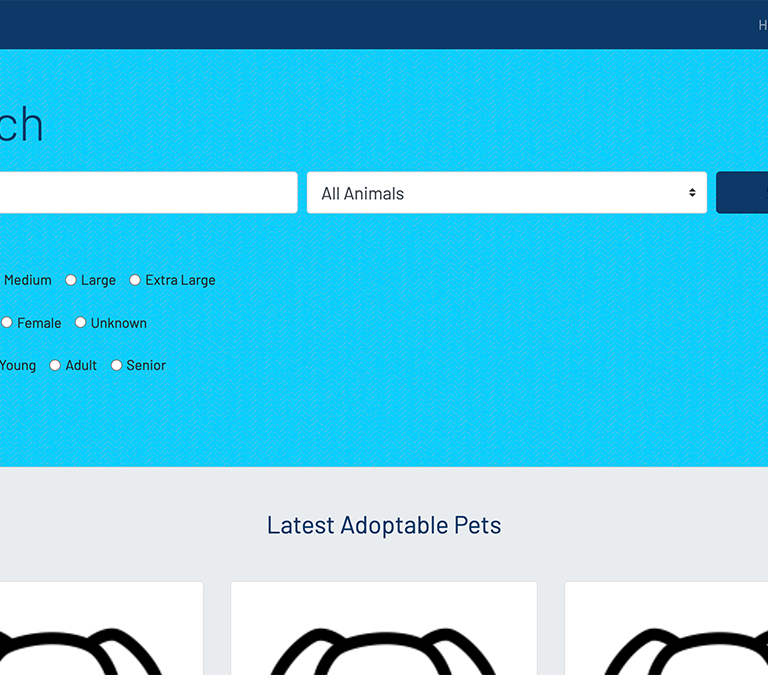 H
ch
All Animals
Medium Large Extra Large
Female Unknown
Young Adult Senior
Latest Adoptable Pets